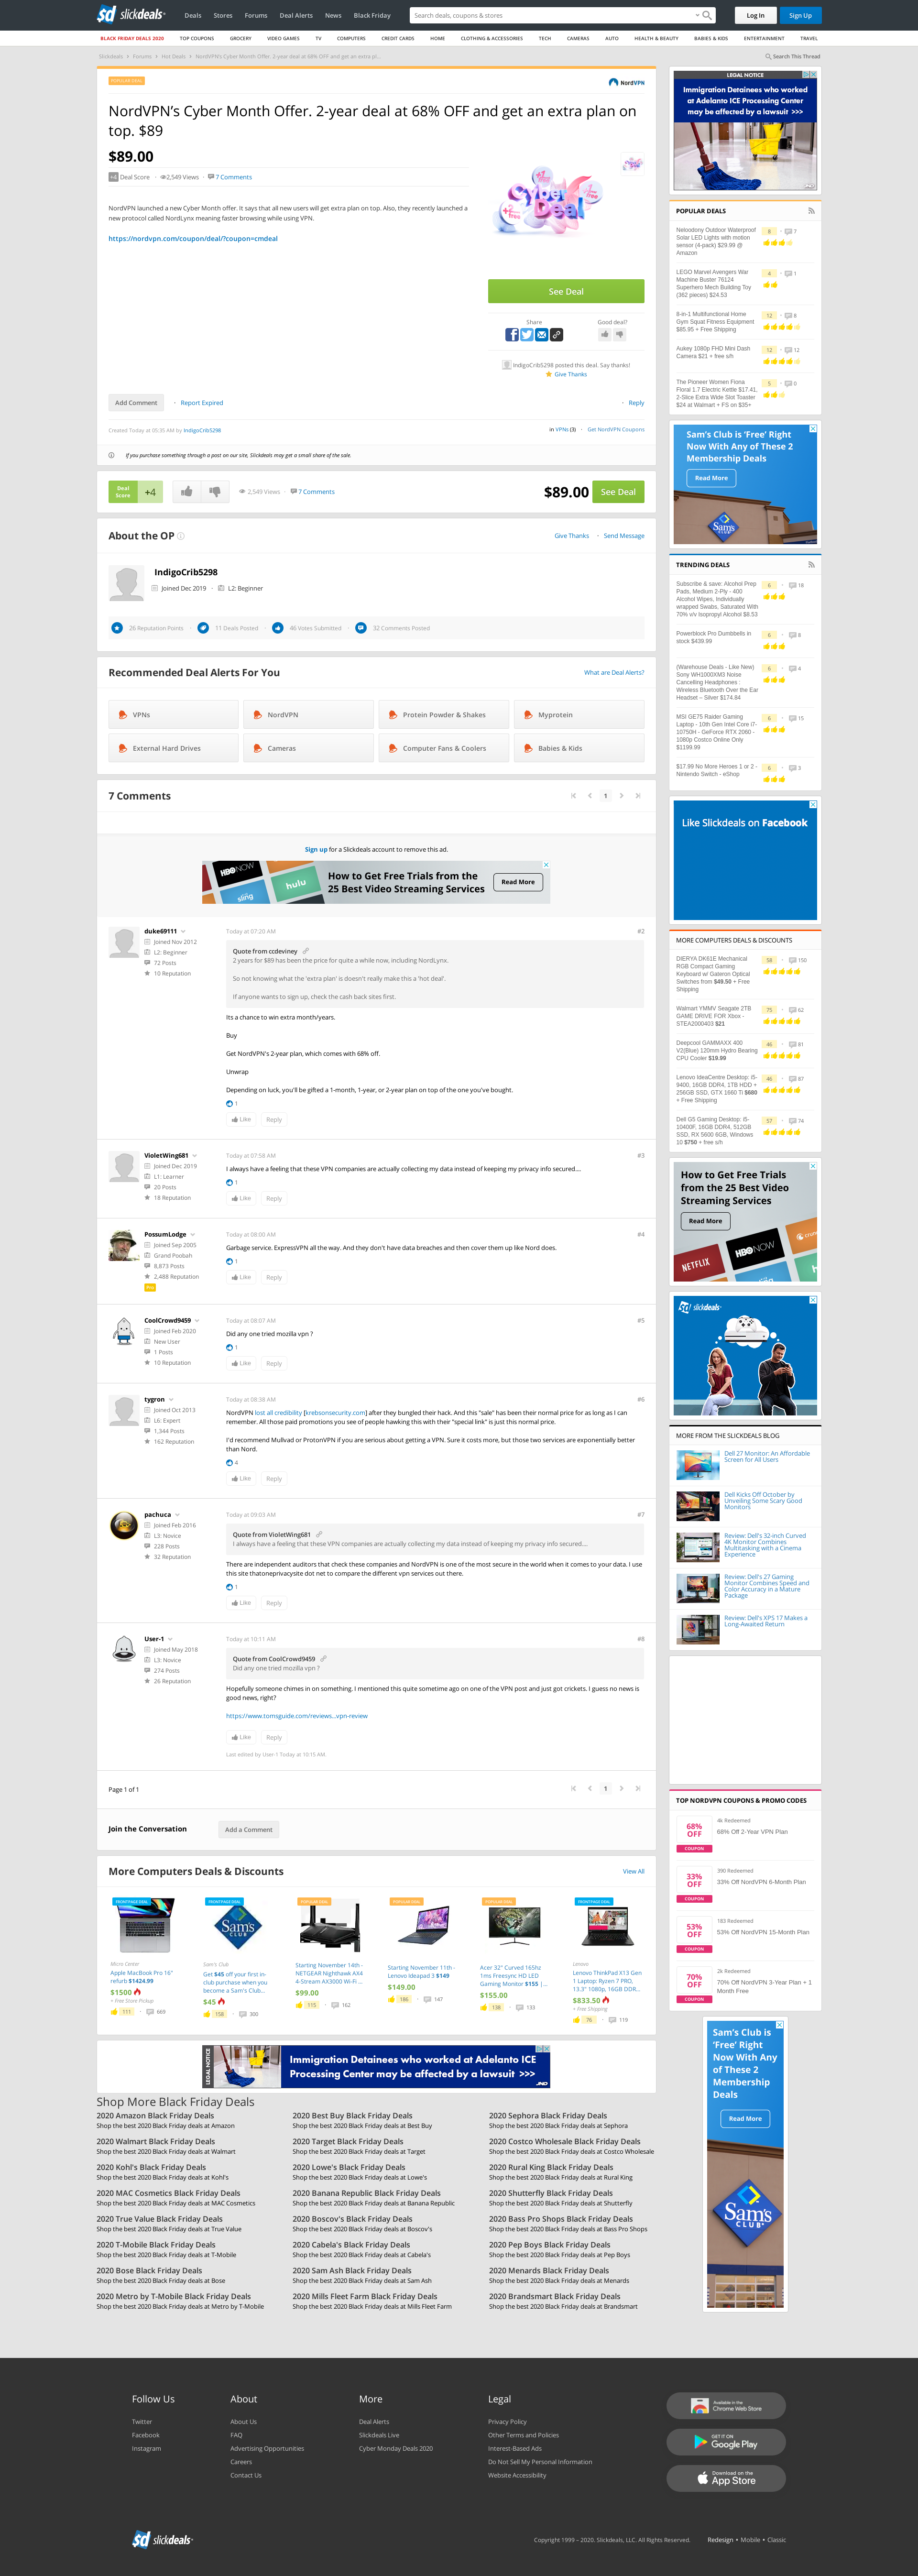 slickdeals
Deals Stores Forums Deal Alerts News Black Friday
Search deals, coupons & stores
Log In Sign Up
BLACK FRIDAY DEALS 2020 TOP COUPONS GROCERY VIDEO GAMES TV COMPUTERS CREDIT CARDS HOME CLOTHING & ACCESSORIES TECH CAMERAS AUTO HEALTH & BEAUTY BABIES & KIDS ENTERTAINMENT TRAVEL
Slickdeals > Forums > Hot Deals > NordVPN's Cyber Month Offer. 2-year deal at 68% OFF and get an extra pl...
Search This Thread
POPULAR DEAL
NordVPN
NordVPN's Cyber Month Offer. 2-year deal at 68% OFF and get an extra plan on top. $89
$89.00
+4 Deal Score 2,549 Views 7 Comments
NordVPN launched a new Cyber Month offer. It says that all new users will get extra plan on top. Also, they recently launched a
new protocol called NordLynx meaning faster browsing while using VPN.
https://nordvpn.com/coupon/deal/?coupon=cmdeal
Cyber Deal
See Deal
Share Good deal?
IndigoCrib5298 posted this deal. Say thanks!
Give Thanks
Add Comment Report Expired Reply
Created Today at 05:35 AM by IndigoCrib5298
in VPNs (3) Get NordVPN Coupons
If you purchase something through a post on our site, Slickdeals may get a small share of the sale.
Deal Score +4
2,549 Views 7 Comments
$89.00 See Deal
About the OP
Give Thanks Send Message
IndigoCrib5298
Joined Dec 2019 L2: Beginner
26 Reputation Points 11 Deals Posted 46 Votes Submitted 32 Comments Posted
Recommended Deal Alerts For You
What are Deal Alerts?
VPNs NordVPN Protein Powder & Shakes Myprotein
External Hard Drives Cameras Computer Fans & Coolers Babies & Kids
7 Comments
1
Sign up for a Slickdeals account to remove this ad.
HBO NOW
sling
hulu
How to Get Free Trials from the
25 Best Video Streaming Services
Read More
duke69111
Joined Nov 2012
L2: Beginner
72 Posts
10 Reputation
Today at 07:20 AM
#2
Quote from ccdeviney
2 years for $89 has been the price for quite a while now, including NordLynx.
So not knowing what the 'extra plan' is doesn't really make this a 'hot deal'.
If anyone wants to sign up, check the cash back sites first.
Its a chance to win extra month/years.
Buy
Get NordVPN's 2-year plan, which comes with 68% off.
Unwrap
Depending on luck, you'll be gifted a 1-month, 1-year, or 2-year plan on top of the one you've bought.
1
Like Reply
VioletWing681
Joined Dec 2019
L1: Learner
20 Posts
18 Reputation
Today at 07:58 AM
#3
I always have a feeling that these VPN companies are actually collecting my data instead of keeping my privacy info secured....
1
Like Reply
PossumLodge
Joined Sep 2005
Grand Poobah
8,873 Posts
2,488 Reputation
Pro
Today at 08:00 AM
#4
Garbage service. ExpressVPN all the way. And they don't have data breaches and then cover them up like Nord does.
1
Like Reply
CoolCrowd9459
Joined Feb 2020
New User
1 Posts
10 Reputation
Today at 08:07 AM
#5
Did any one tried mozilla vpn ?
1
Like Reply
tygron
Joined Oct 2013
L6: Expert
1,344 Posts
162 Reputation
Today at 08:38 AM
#6
NordVPN lost all credibility [krebsonsecurity.com] after they bungled their hack. And this "sale" has been their normal price for as long as I can
remember. All those paid promotions you see of people hawking this with their "special link" is just this normal price.
I'd recommend Mullvad or ProtonVPN if you are serious about getting a VPN. Sure it costs more, but those two services are exponentially better
than Nord.
4
Like Reply
pachuca
Joined Feb 2016
L3: Novice
228 Posts
32 Reputation
Today at 09:03 AM
#7
Quote from VioletWing681
I always have a feeling that these VPN companies are actually collecting my data instead of keeping my privacy info secured....
There are independent auditors that check these companies and NordVPN is one of the most secure in the world when it comes to your data. I use
this site thatoneprivacysite dot net to compare the different vpn services out there.
1
Like Reply
User-1
Joined May 2018
L3: Novice
274 Posts
26 Reputation
Today at 10:11 AM
#8
Quote from CoolCrowd9459
Did any one tried mozilla vpn ?
Hopefully someone chimes in on something. I mentioned this quite sometime ago on one of the VPN post and just got crickets. I guess no news is
good news, right?
https://www.tomsguide.com/reviews...vpn-review
Like Reply
Last edited by User-1 Today at 10:15 AM.
Page 1 of 1
1
Join the Conversation
Add a Comment
More Computers Deals & Discounts
View All
FRONTPAGE DEAL
Micro Center
Apple MacBook Pro 16"
refurb $1424.99
$1500
+ Free Store Pickup
111 669
FRONTPAGE DEAL
Sam's Club
Get $45 off your first in-
club purchase when you
become a Sam's Club...
$45
158 300
POPULAR DEAL
Starting November 14th -
NETGEAR Nighthawk AX4
4-Stream AX3000 Wi-Fi ...
$99.00
115 162
POPULAR DEAL
Starting November 11th -
Lenovo Ideapad 3 $149
$149.00
186 147
POPULAR DEAL
Acer 32" Curved 165hz
1ms Freesync HD LED
Gaming Monitor $155 |...
$155.00
138 133
FRONTPAGE DEAL
Lenovo
Lenovo ThinkPad X13 Gen
1 Laptop: Ryzen 7 PRO,
13.3" 1080p, 16GB DDR...
$833.50
+ Free Shipping
76 119
LEGAL NOTICE
Immigration Detainees who worked at Adelanto ICE
Processing Center may be affected by a lawsuit >>>
JND
Shop More Black Friday Deals
2020 Amazon Black Friday Deals
Shop the best 2020 Black Friday deals at Amazon
2020 Best Buy Black Friday Deals
Shop the best 2020 Black Friday deals at Best Buy
2020 Sephora Black Friday Deals
Shop the best 2020 Black Friday deals at Sephora
2020 Walmart Black Friday Deals
Shop the best 2020 Black Friday deals at Walmart
2020 Target Black Friday Deals
Shop the best 2020 Black Friday deals at Target
2020 Costco Wholesale Black Friday Deals
Shop the best 2020 Black Friday deals at Costco Wholesale
2020 Kohl's Black Friday Deals
Shop the best 2020 Black Friday deals at Kohl's
2020 Lowe's Black Friday Deals
Shop the best 2020 Black Friday deals at Lowe's
2020 Rural King Black Friday Deals
Shop the best 2020 Black Friday deals at Rural King
2020 MAC Cosmetics Black Friday Deals
Shop the best 2020 Black Friday deals at MAC Cosmetics
2020 Banana Republic Black Friday Deals
Shop the best 2020 Black Friday deals at Banana Republic
2020 Shutterfly Black Friday Deals
Shop the best 2020 Black Friday deals at Shutterfly
2020 True Value Black Friday Deals
Shop the best 2020 Black Friday deals at True Value
2020 Boscov's Black Friday Deals
Shop the best 2020 Black Friday deals at Boscov's
2020 Bass Pro Shops Black Friday Deals
Shop the best 2020 Black Friday deals at Bass Pro Shops
2020 T-Mobile Black Friday Deals
Shop the best 2020 Black Friday deals at T-Mobile
2020 Cabela's Black Friday Deals
Shop the best 2020 Black Friday deals at Cabela's
2020 Pep Boys Black Friday Deals
Shop the best 2020 Black Friday deals at Pep Boys
2020 Bose Black Friday Deals
Shop the best 2020 Black Friday deals at Bose
2020 Sam Ash Black Friday Deals
Shop the best 2020 Black Friday deals at Sam Ash
2020 Menards Black Friday Deals
Shop the best 2020 Black Friday deals at Menards
2020 Metro by T-Mobile Black Friday Deals
Shop the best 2020 Black Friday deals at Metro by T-Mobile
2020 Mills Fleet Farm Black Friday Deals
Shop the best 2020 Black Friday deals at Mills Fleet Farm
2020 Brandsmart Black Friday Deals
Shop the best 2020 Black Friday deals at Brandsmart
LEGAL NOTICE
Immigration Detainees who worked
at Adelanto ICE Processing Center
may be affected by a lawsuit >>>
JND
POPULAR DEALS
Neloodony Outdoor Waterproof
Solar LED Lights with motion
sensor (4-pack) $29.99 @
Amazon
8 7
LEGO Marvel Avengers War
Machine Buster 76124
Superhero Mech Building Toy
(362 pieces) $24.53
4 1
8-in-1 Multifunctional Home
Gym Squat Fitness Equipment
$85.95 + Free Shipping
12 8
Aukey 1080p FHD Mini Dash
Camera $21 + free s/h
12 12
The Pioneer Women Fiona
Floral 1.7 Electric Kettle $17.41,
2-Slice Extra Wide Slot Toaster
$24 at Walmart + FS on $35+
5 0
Sam's Club is 'Free' Right
Now With Any of These 2
Membership Deals
Read More
Sam's CLUB
TRENDING DEALS
Subscribe & save: Alcohol Prep
Pads, Medium 2-Ply - 400
Alcohol Wipes, Individually
wrapped Swabs, Saturated With
70% v/v Isopropyl Alcohol $8.53
6 18
Powerblock Pro Dumbbells in
stock $439.99
6 8
(Warehouse Deals - Like New)
Sony WH1000XM3 Noise
Cancelling Headphones :
Wireless Bluetooth Over the Ear
Headset – Silver $174.84
6 4
MSI GE75 Raider Gaming
Laptop - 10th Gen Intel Core i7-
10750H - GeForce RTX 2060 -
1080p Costco Online Only
$1199.99
6 15
$17.99 No More Heroes 1 or 2 -
Nintendo Switch - eShop
6 3
Like Slickdeals on Facebook
MORE COMPUTERS DEALS & DISCOUNTS
DIERYA DK61E Mechanical
RGB Compact Gaming
Keyboard w/ Gateron Optical
Switches from $49.50 + Free
Shipping
58 150
Walmart YMMV Seagate 2TB
GAME DRIVE FOR Xbox -
STEA2000403 $21
75 62
Deepcool GAMMAXX 400
V2(Blue) 120mm Hydro Bearing
CPU Cooler $19.99
46 81
Lenovo IdeaCentre Desktop: i5-
9400, 16GB DDR4, 1TB HDD +
256GB SSD, GTX 1660 Ti $680
+ Free Shipping
46 87
Dell G5 Gaming Desktop: i5-
10400F, 16GB DDR4, 512GB
SSD, RX 5600 6GB, Windows
10 $750 + free s/h
57 74
How to Get Free Trials
from the 25 Best Video
Streaming Services
Read More
NETFLIX
HBO NOW
hulu
crunchyroll
slickdeals
MORE FROM THE SLICKDEALS BLOG
Dell 27 Monitor: An Affordable
Screen for All Users
Dell Kicks Off October by
Unveiling Some Scary Good
Monitors
Review: Dell's 32-inch Curved
4K Monitor Combines
Multitasking with a Cinema
Experience
Review: Dell's 27 Gaming
Monitor Combines Speed and
Color Accuracy in a Mature
Package
Review: Dell's XPS 17 Makes a
Long-Awaited Return
TOP NORDVPN COUPONS & PROMO CODES
68% OFF COUPON
4k Redeemed
68% Off 2-Year VPN Plan
33% OFF COUPON
390 Redeemed
33% Off NordVPN 6-Month Plan
53% OFF COUPON
183 Redeemed
53% Off NordVPN 15-Month Plan
70% OFF COUPON
2k Redeemed
70% Off NordVPN 3-Year Plan + 1
Month Free
Sam's Club is
'Free' Right
Now With Any
of These 2
Membership
Deals
Read More
Sam's CLUB
Follow Us
Twitter
Facebook
Instagram
About
About Us
FAQ
Advertising Opportunities
Careers
Contact Us
More
Deal Alerts
Slickdeals Live
Cyber Monday Deals 2020
Legal
Privacy Policy
Other Terms and Policies
Interest-Based Ads
Do Not Sell My Personal Information
Website Accessibility
Available in the
Chrome Web Store
GET IT ON
Google Play
Download on the
App Store
slickdeals
Copyright 1999 – 2020. Slickdeals, LLC. All Rights Reserved. Redesign • Mobile • Classic